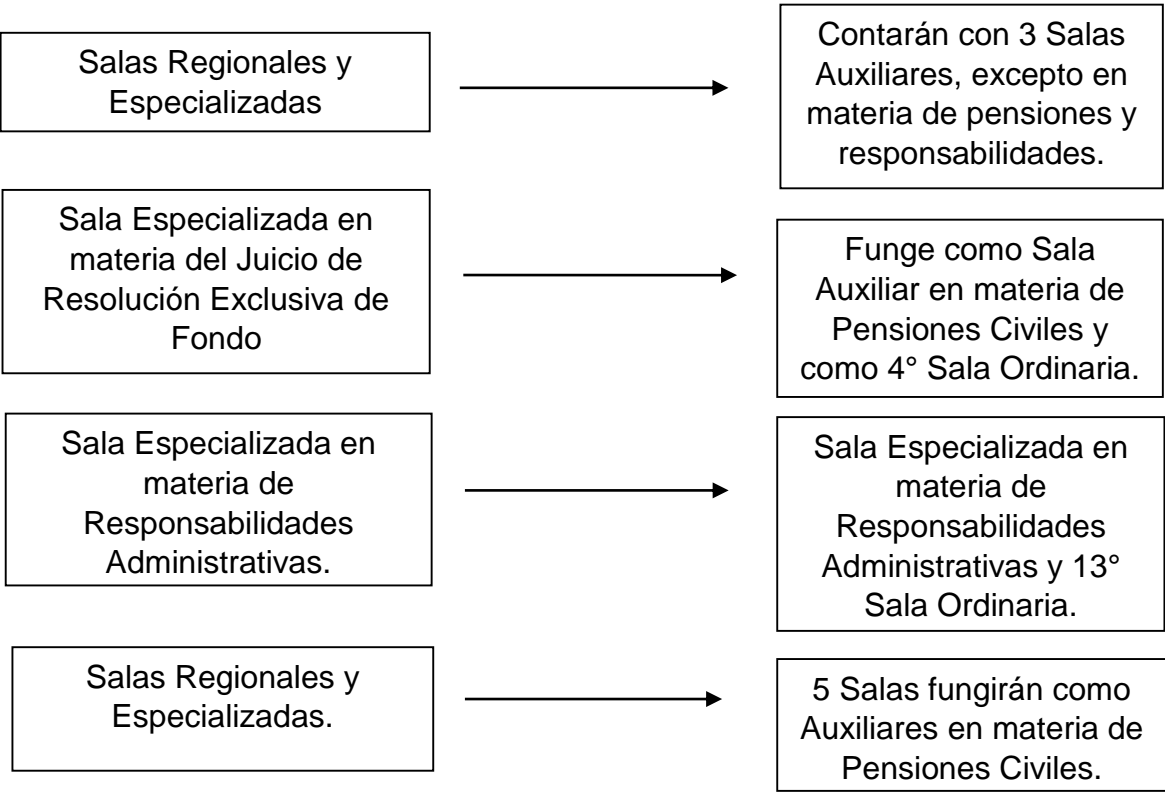 Salas Regionales y
Especializadas
Contarán con 3 Salas
Auxiliares, excepto en
materia de pensiones y
responsabilidades.
Sala Especializada en
materia del Juicio de
Resolución Exclusiva de
Fondo
Funge como Sala
Auxiliar en materia de
Pensiones Civiles y
como 4° Sala Ordinaria.
Sala Especializada en
materia de
Responsabilidades
Administrativas.
Sala Especializada en
materia de
Responsabilidades
Administrativas y 13°
Sala Ordinaria.
Salas Regionales y
Especializadas.
5 Salas fungirán como
Auxiliares en materia de
Pensiones Civiles.